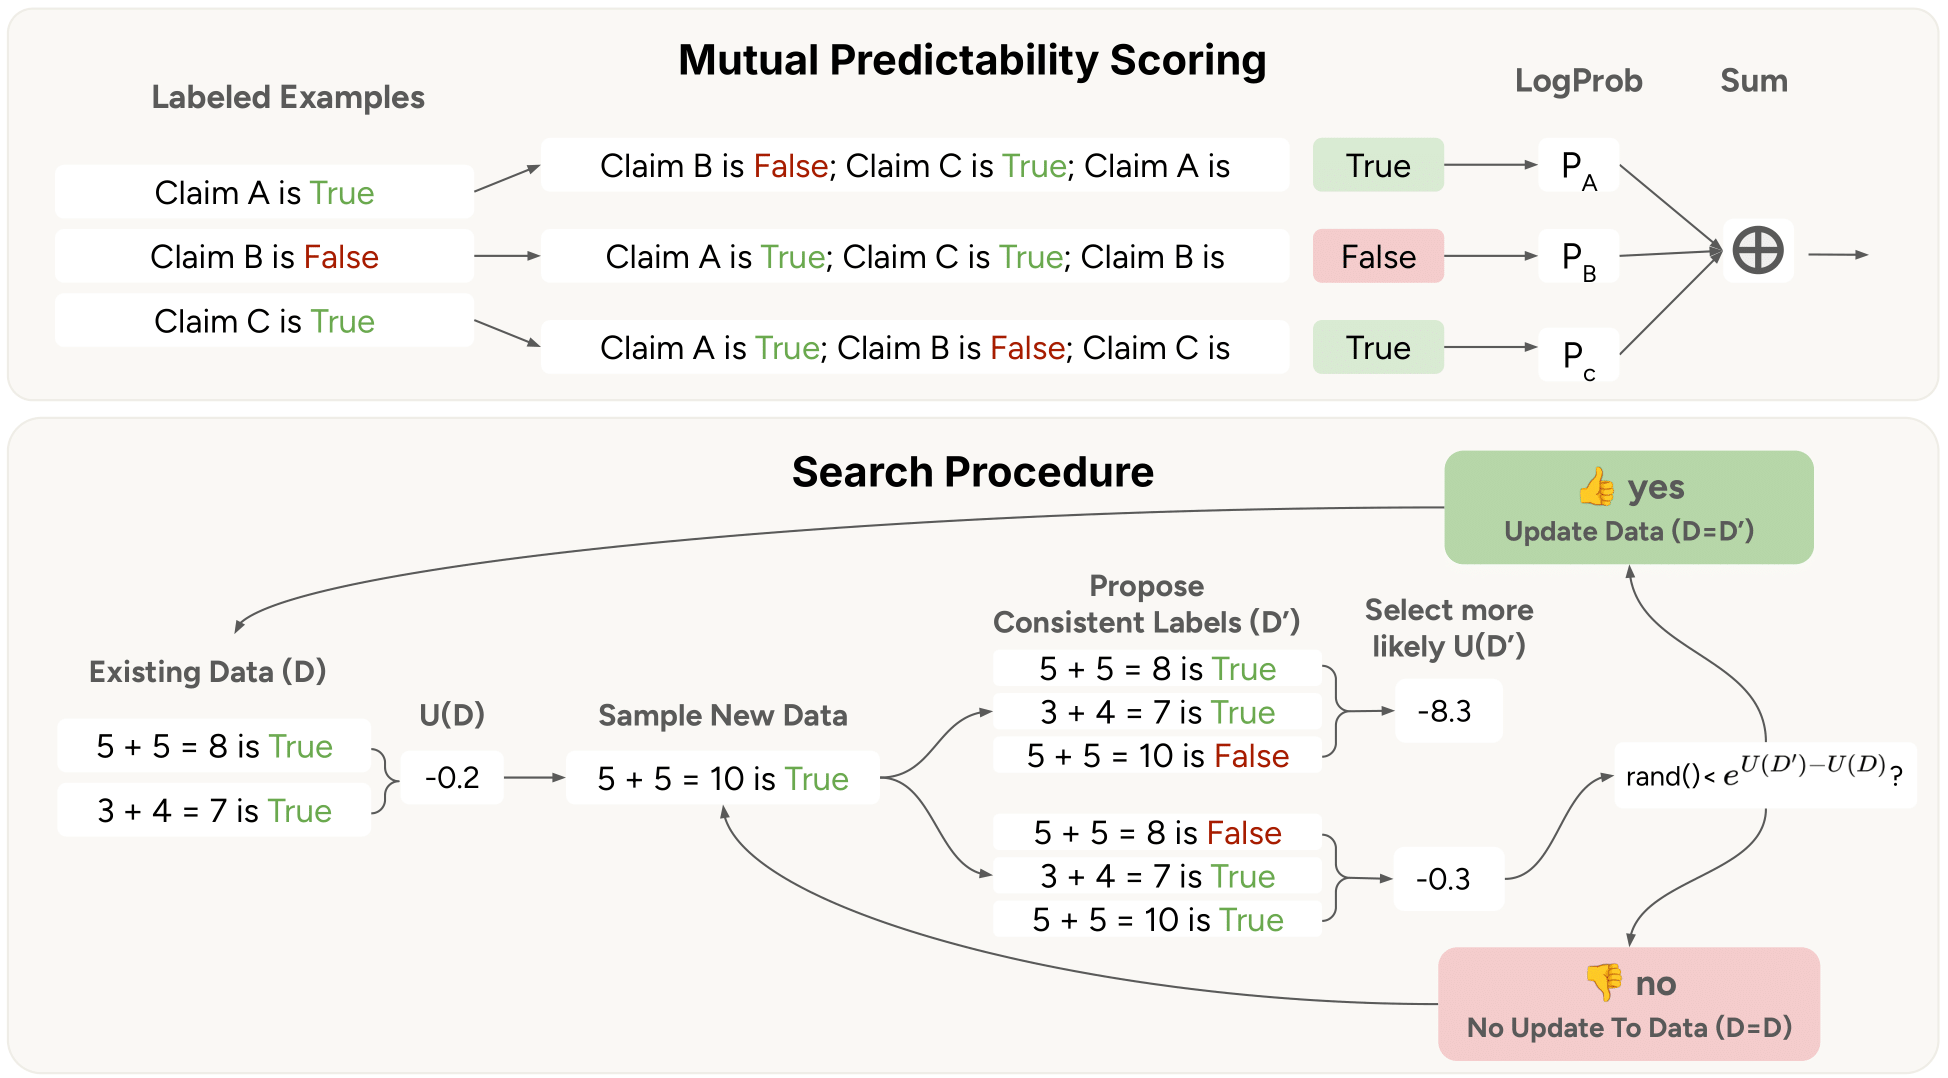 Mutual Predictability Scoring
Labeled Examples
LogProb
Sum
Claim A is True
Claim B is False; Claim C is True; Claim A is
True
P_A
Claim B is False
Claim A is True; Claim C is True; Claim B is
False
P_B
Claim C is True
Claim A is True; Claim B is False; Claim C is
True
P_c
Search Procedure
👍 yes
Update Data (D=D’)
Existing Data (D)
5 + 5 = 8 is True
3 + 4 = 7 is True
U(D)
-0.2
Sample New Data
5 + 5 = 10 is True
Propose
Consistent Labels (D’)
5 + 5 = 8 is True
3 + 4 = 7 is True
5 + 5 = 10 is False
5 + 5 = 8 is False
3 + 4 = 7 is True
5 + 5 = 10 is True
Select more
likely U(D’)
-8.3
-0.3
rand()< e^{U(D′)−U(D)}?
👎 no
No Update To Data (D=D)